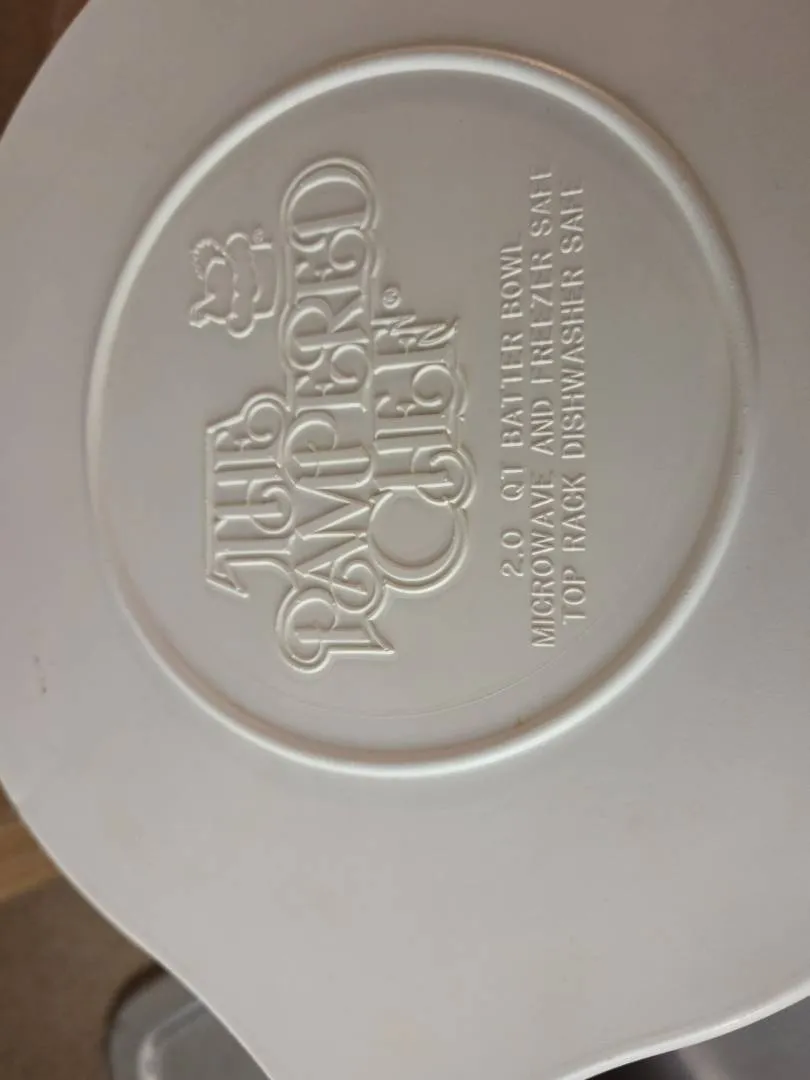 THE
PAMPERED
CHEF®
2.0 QT BATTER BOWL
MICROWAVE AND FREEZER SAFE
TOP RACK DISHWASHER SAFE